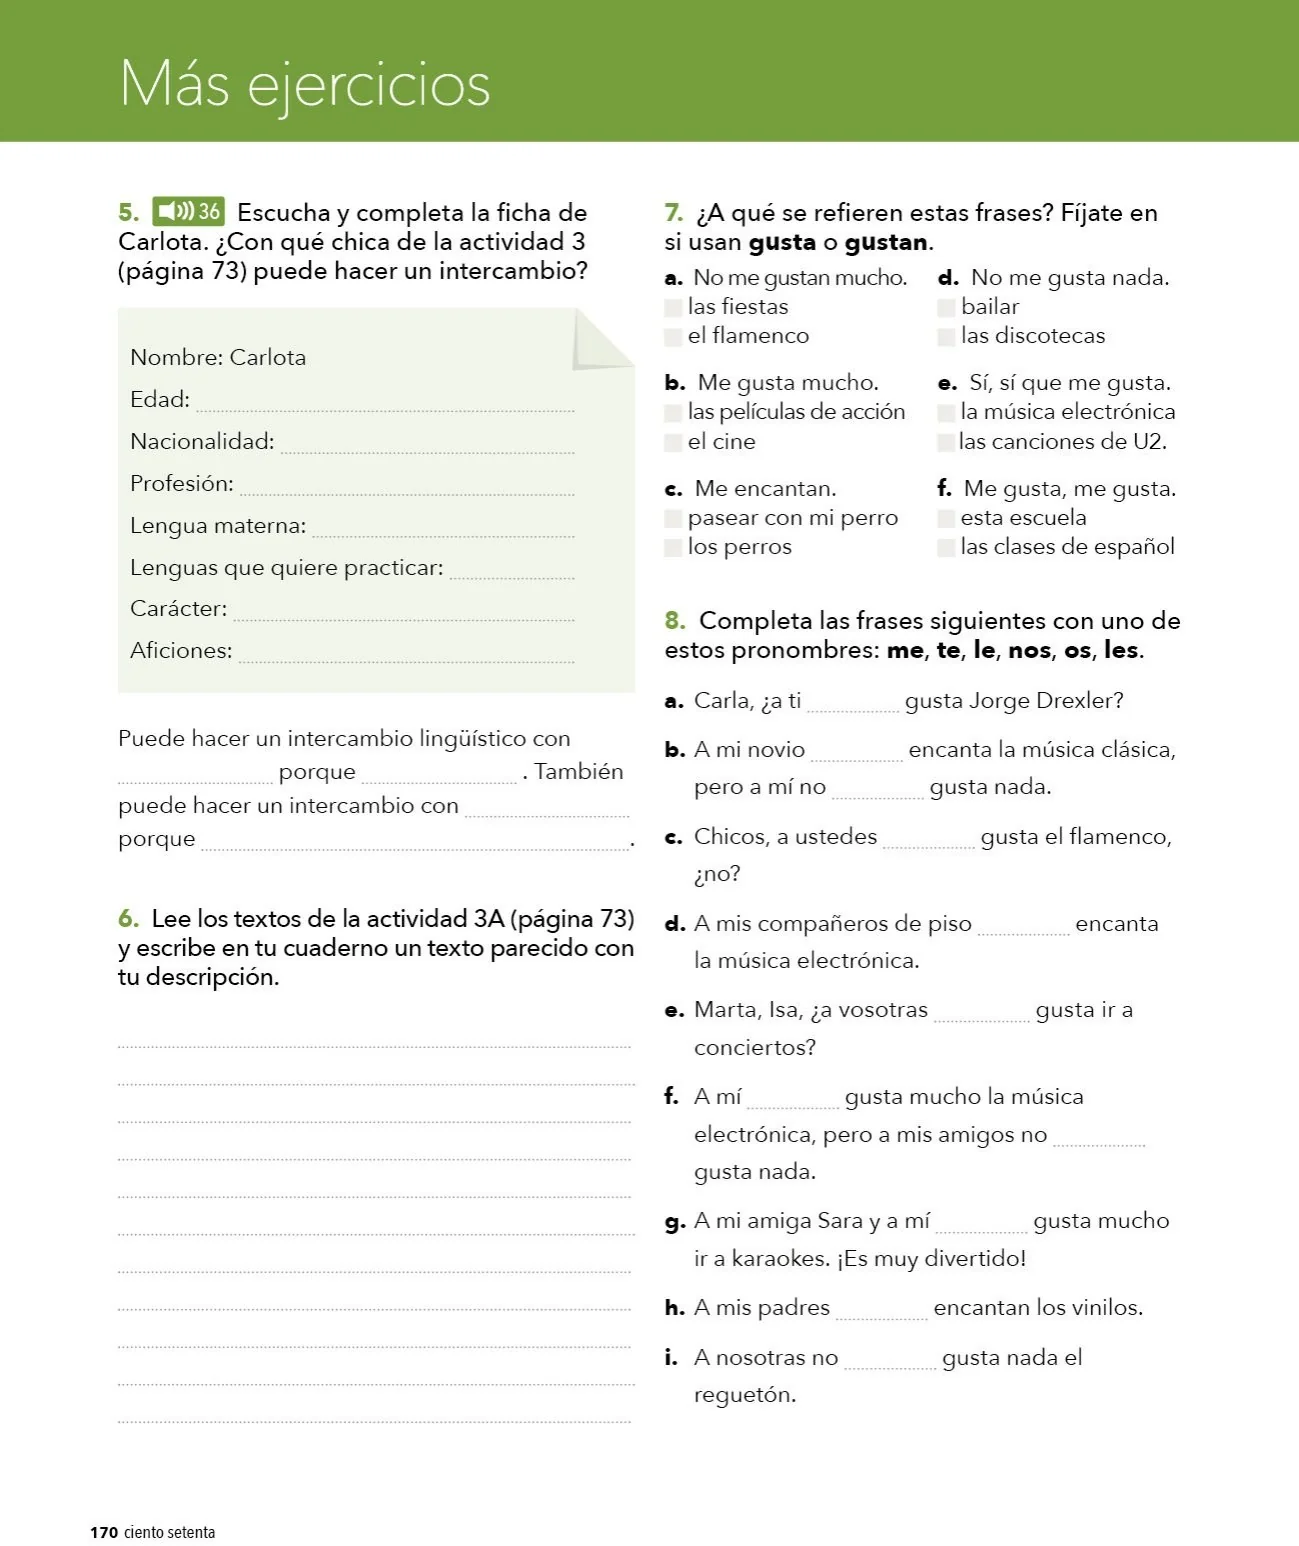 Más ejercicios
5. 36 Escucha y completa la ficha de
Carlota. ¿Con qué chica de la actividad 3
(página 73) puede hacer un intercambio?
Nombre: Carlota
Edad:
Nacionalidad:
Profesión:
Lengua materna:
Lenguas que quiere practicar:
Carácter:
Aficiones:
Puede hacer un intercambio lingüístico con
porque . También
puede hacer un intercambio con
porque .
6. Lee los textos de la actividad 3A (página 73)
y escribe en tu cuaderno un texto parecido con
tu descripción.
7. ¿A qué se refieren estas frases? Fíjate en
si usan gusta o gustan.
a. No me gustan mucho.
las fiestas
el flamenco
b. Me gusta mucho.
las películas de acción
el cine
c. Me encantan.
pasear con mi perro
los perros
d. No me gusta nada.
bailar
las discotecas
e. Sí, sí que me gusta.
la música electrónica
las canciones de U2.
f. Me gusta, me gusta.
esta escuela
las clases de español
8. Completa las frases siguientes con uno de
estos pronombres: me, te, le, nos, os, les.
a. Carla, ¿a ti gusta Jorge Drexler?
b. A mi novio encanta la música clásica,
pero a mí no gusta nada.
c. Chicos, a ustedes gusta el flamenco,
¿no?
d. A mis compañeros de piso encanta
la música electrónica.
e. Marta, Isa, ¿a vosotras gusta ir a
conciertos?
f. A mí gusta mucho la música
electrónica, pero a mis amigos no
gusta nada.
g. A mi amiga Sara y a mí gusta mucho
ir a karaokes. ¡Es muy divertido!
h. A mis padres encantan los vinilos.
i. A nosotras no gusta nada el
reguetón.
170 ciento setenta